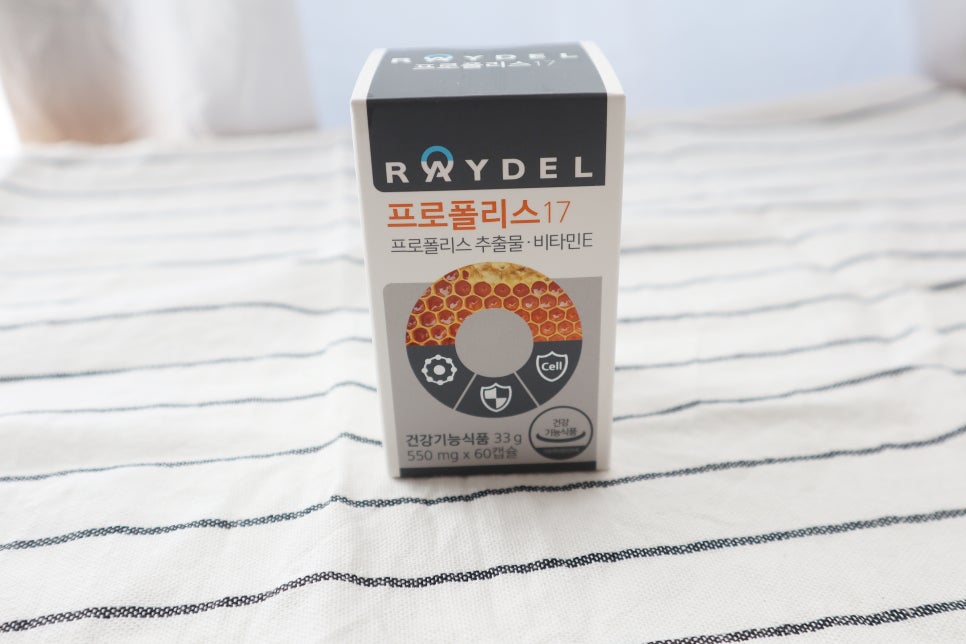 RAYDEL
프로폴리스17
RAYDEL
프로폴리스17
프로폴리스 추출물·비타민E
Cell
건강기능식품 33 g
550 mg x 60캡슐
건강
기능식품